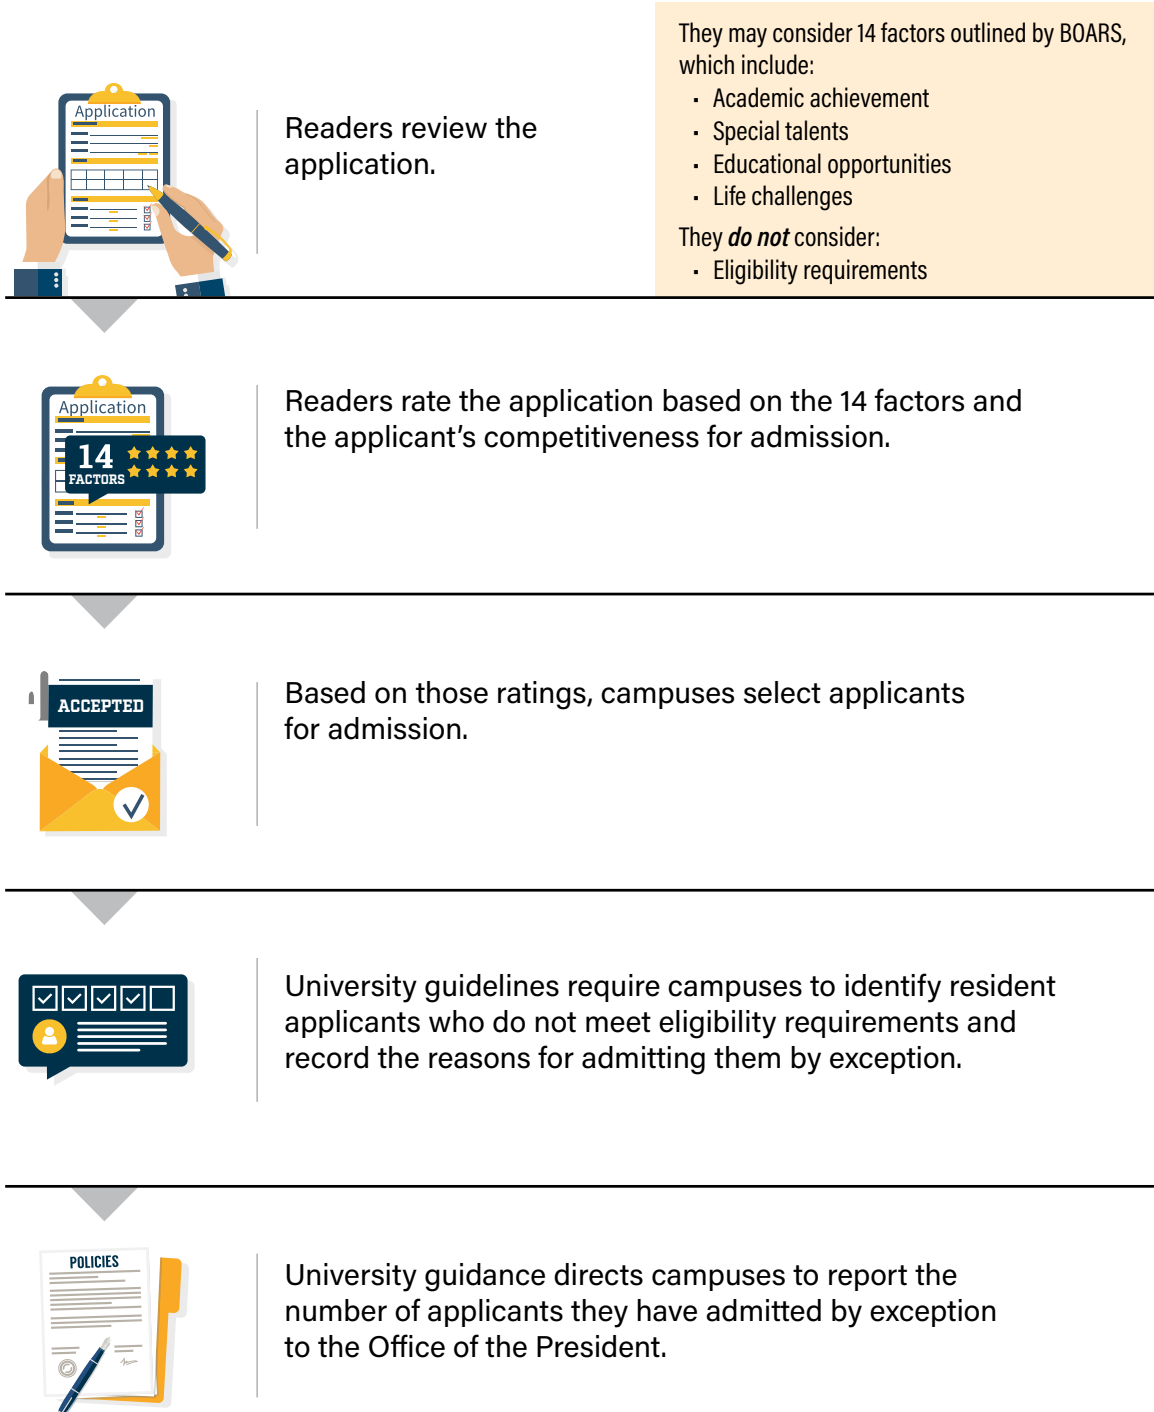 They may consider 14 factors outlined by BOARS,
which include:
· Academic achievement
· Special talents
· Educational opportunities
· Life challenges
They do not consider:
· Eligibility requirements
Application
Readers review the
application.
Application
14
FACTORS
Readers rate the application based on the 14 factors and
the applicant’s competitiveness for admission.
ACCEPTED
Based on those ratings, campuses select applicants
for admission.
University guidelines require campuses to identify resident
applicants who do not meet eligibility requirements and
record the reasons for admitting them by exception.
POLICIES
University guidance directs campuses to report the
number of applicants they have admitted by exception
to the Office of the President.